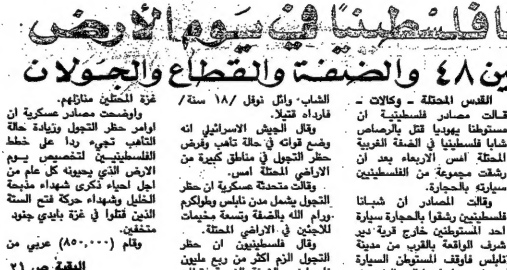 فلسطينيا في يوم الأرض
٤٨ والضفة والقطاع والجولان
القدس المحتلة - وكالات -
قالت مصادر فلسطينية ان
مستوطنا يهوديا قتل بالرصاص
شابا فلسطينيا في الضفة الغربية
المحتلة امس الاربعاء بعد ان
رشقت مجموعة من الفلسطينيين
سيارته بالحجارة.
وقالت المصادر ان شبانا
فلسطينيين رشقوا بالحجارة سيارة
احد المستوطنين خارج قرية دير
شرف الواقعة بالقرب من مدينة
نابلس فاوقف المستوطن السيارة
الشاب وائل نوفل /١٨ سنة/
فارداه قتيلا.
وقال الجيش الاسرائيلي انه
وضع قواته في حالة تأهب وفرض
حظر التجول في مناطق كبيرة من
الاراضي المحتلة امس.
وقالت متحدثة عسكرية ان حظر
التجول يشمل مدن نابلس وطولكرم
ورام الله بالضفة وتسعة مخيمات
للاجئين في الاراضي المحتلة.
وقال فلسطينيون ان حظر
التجول الزم اكثر من ربع مليون
غزة المحتلين منازلهم.
واوضحت مصادر عسكرية ان
اوامر حظر التجول وزيادة حالة
التأهب تجيء ردا على خطط
الفلسطينيين لتخصيص يوم
الارض الذي يحيونه كل عام من
اجل احياء ذكرى شهداء مذبحة
الخليل وشهداء حركة فتح الستة
الذين قتلوا في غزة بايدي جنود
متخفين.
وقام (٨٥٠,٠٠٠) عربي من
البقية ص ٢١